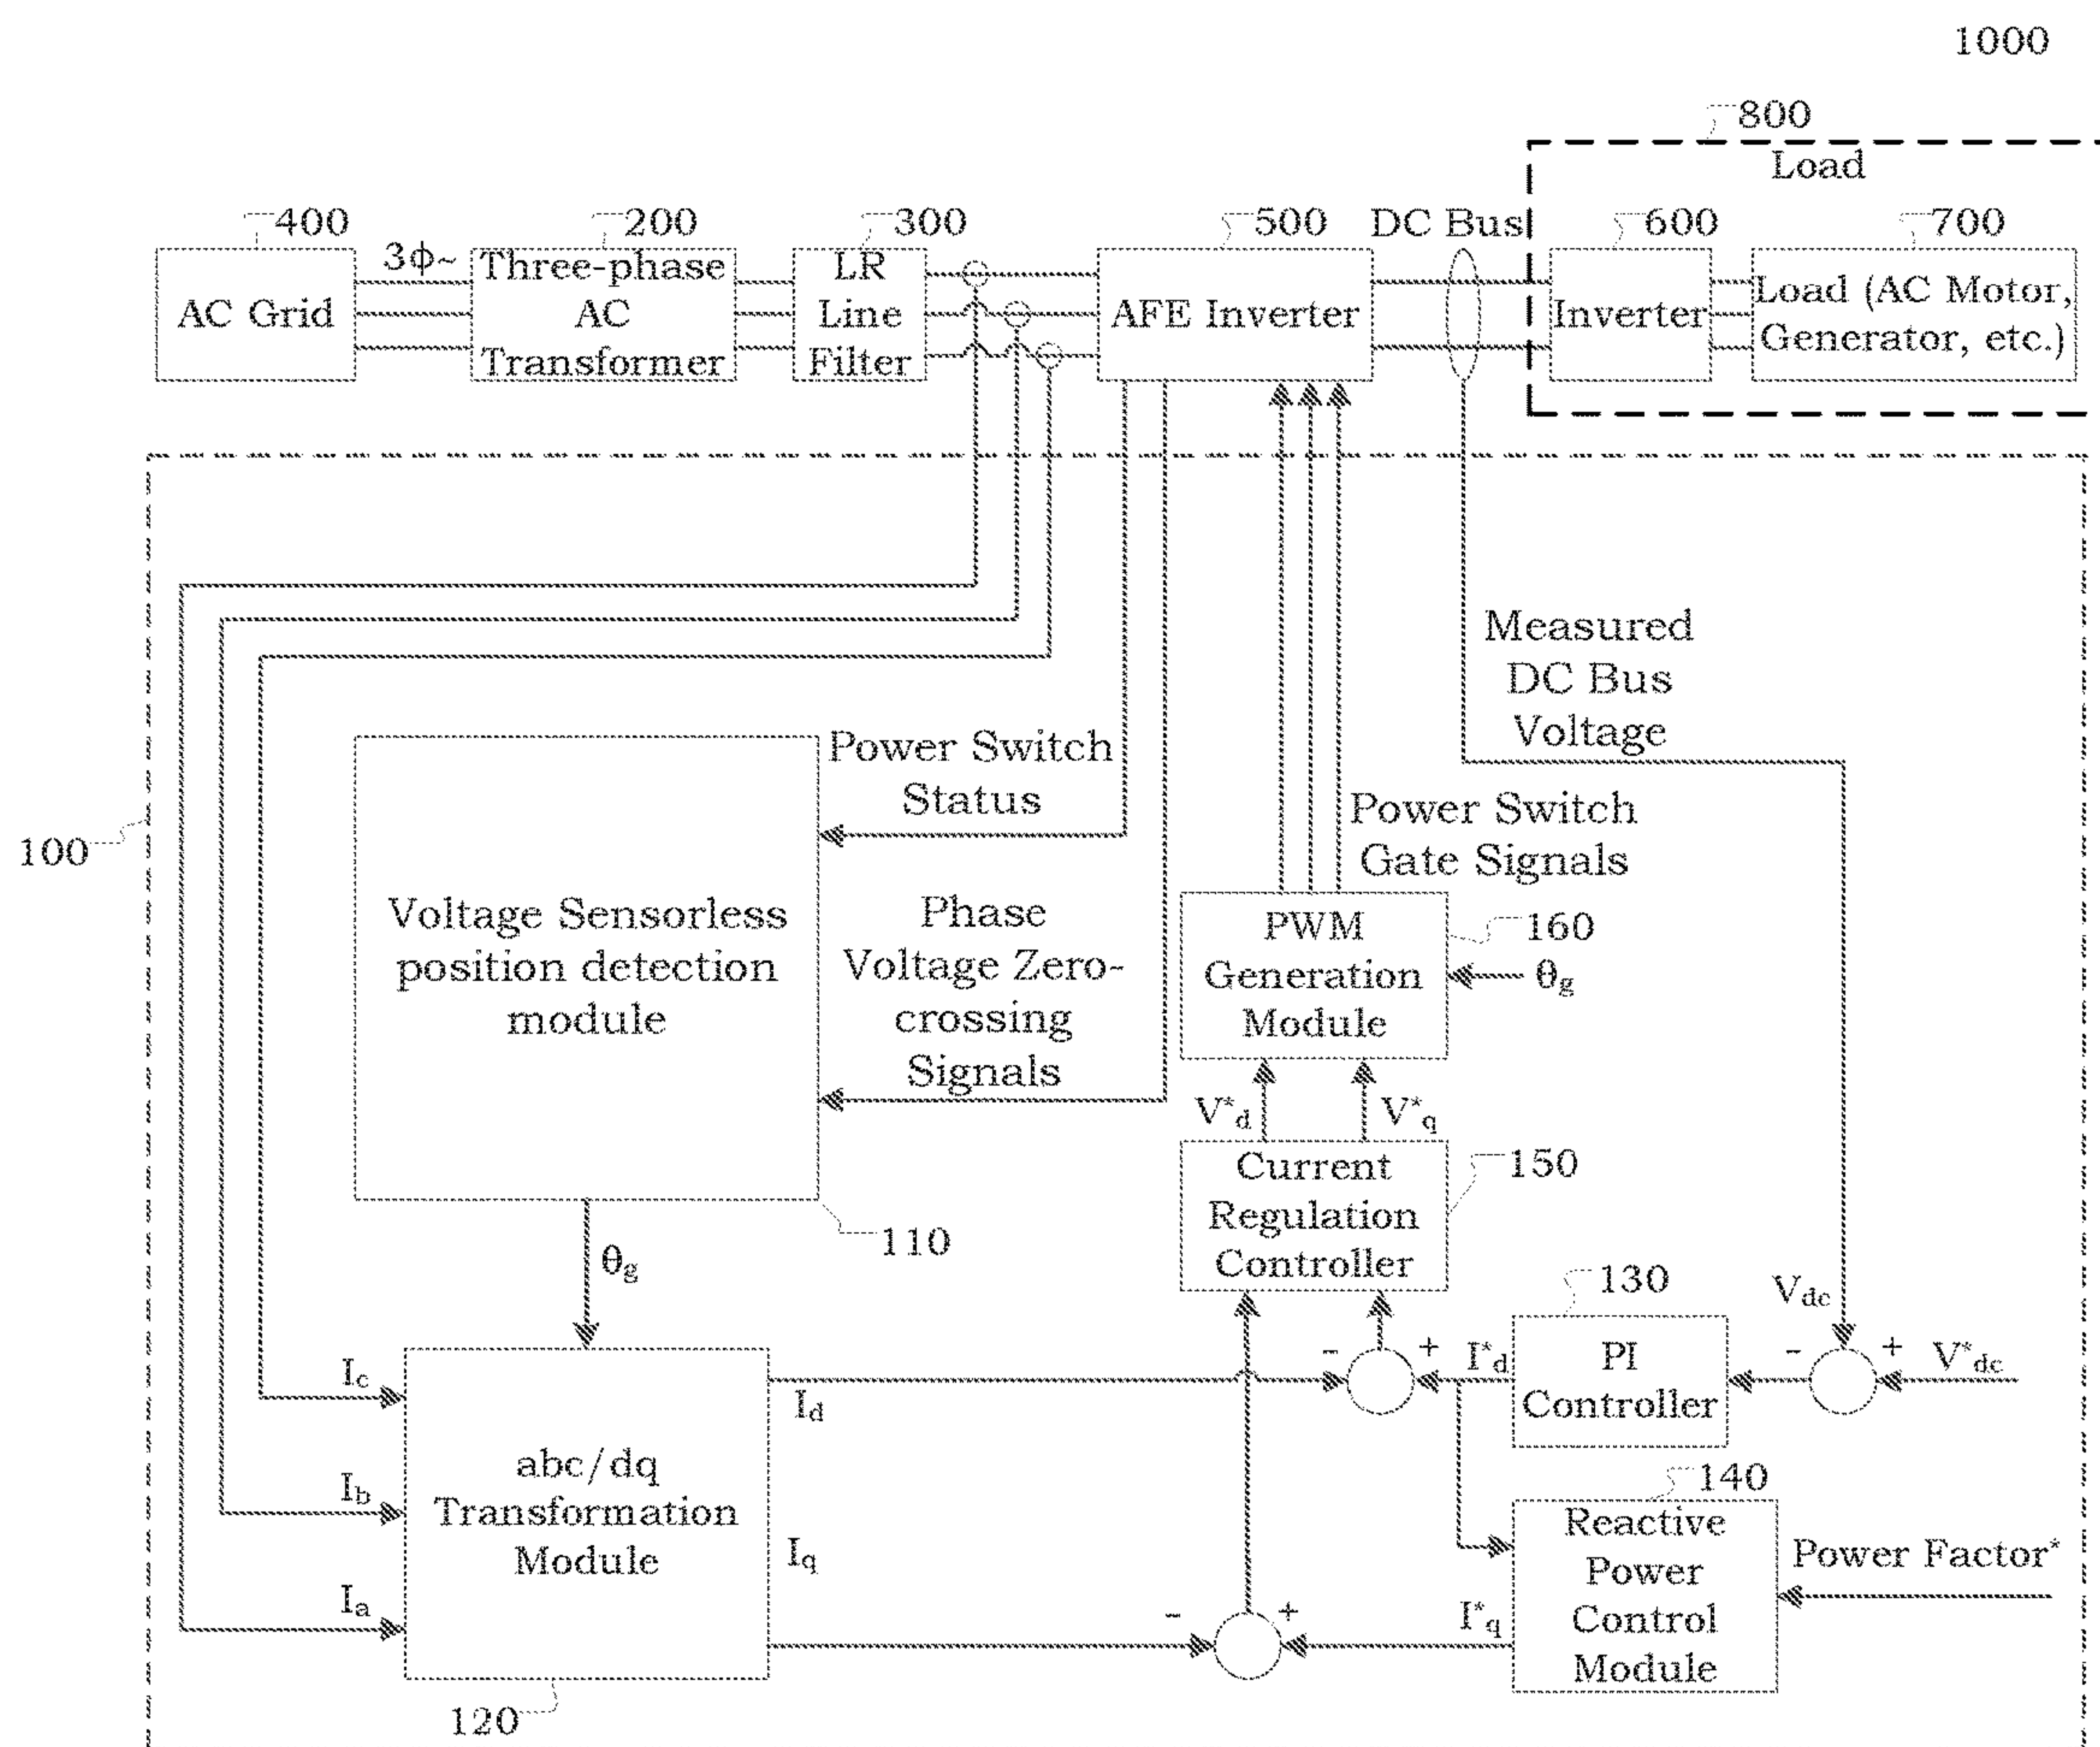 1000
800
Load
400
200
300
500
DC Bus
600
700
3ϕ~
AC Grid
Three-phase
AC
Transformer
LR
Line
Filter
AFE Inverter
Inverter
Load (AC Motor,
Generator, etc.)
Measured
DC Bus
Voltage
Power Switch
Status
Power Switch
Gate Signals
100
Voltage Sensorless
position detection
module
Phase
Voltage Zero-
crossing
Signals
PWM
Generation
Module
160
θg
V*d
V*q
Current
Regulation
Controller
150
110
θg
130
Vdc
Ic
Id
-
+
I*d
PI
Controller
-
+
V*dc
abc/dq
Transformation
Module
Ib
Iq
Ia
140
Reactive
Power
Control
Module
Power Factor*
-
+
I*q
120